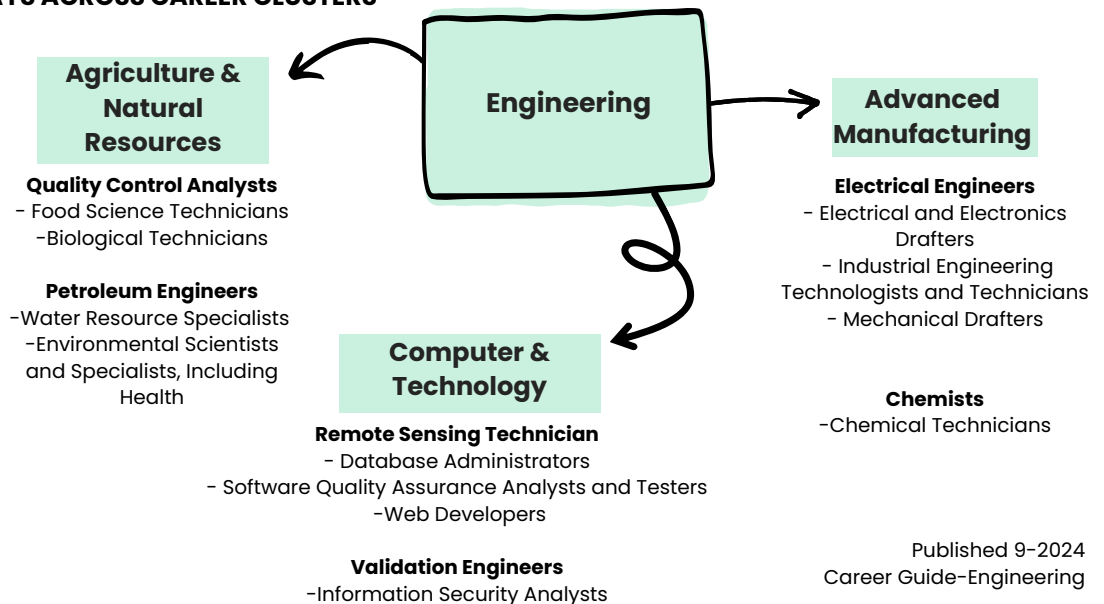 ACROSS CAREER CLUSTERS
Engineering
Agriculture &
Natural
Resources
Quality Control Analysts
- Food Science Technicians
-Biological Technicians
Petroleum Engineers
-Water Resource Specialists
-Environmental Scientists
and Specialists, Including
Health
Computer &
Technology
Remote Sensing Technician
- Database Administrators
- Software Quality Assurance Analysts and Testers
-Web Developers
Validation Engineers
-Information Security Analysts
Advanced
Manufacturing
Electrical Engineers
- Electrical and Electronics
Drafters
- Industrial Engineering
Technologists and Technicians
- Mechanical Drafters
Chemists
-Chemical Technicians
Published 9-2024
Career Guide-Engineering